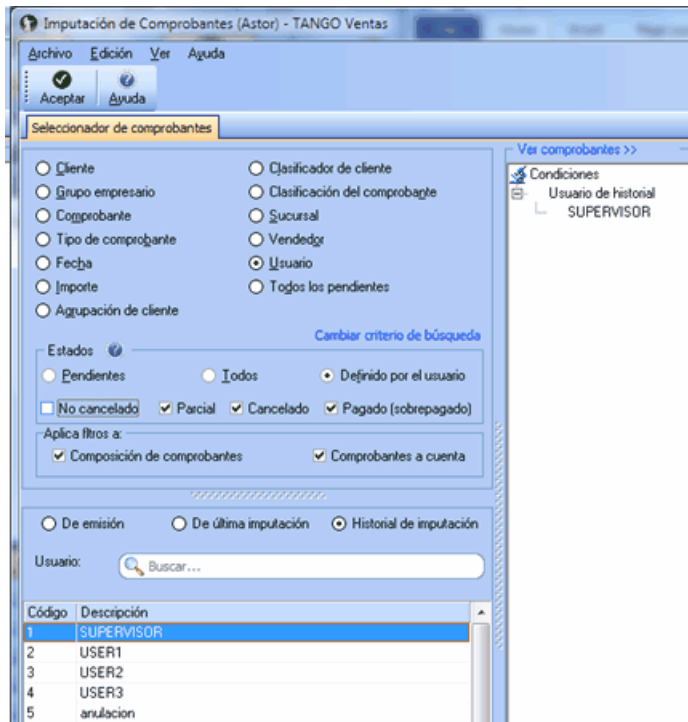 Imputación de Comprobantes (Astor) - TANGO Ventas
Archivo Edición Ver Ayuda
Aceptar Ayuda
Seleccionador de comprobantes
Ver comprobantes >>
Cliente Clasificador de cliente
Grupo empresario Clasificación del comprobante
Comprobante Sucursal
Tipo de comprobante Vendedor
Fecha Usuario
Importe Todos los pendientes
Agrupación de cliente
Condiciones
Usuario de historial
SUPERVISOR
Cambiar criterio de búsqueda
Estados
Pendientes Todos Definido por el usuario
No cancelado Parcial Cancelado Pagado (sobrepagado)
Aplica fltros a:
Composición de comprobantes Comprobantes a cuenta
De emisión De última imputación Historial de imputación
Usuario: Buscar...
Código Descripción
1 SUPERVISOR
2 USER1
3 USER2
4 USER3
5 anulacion